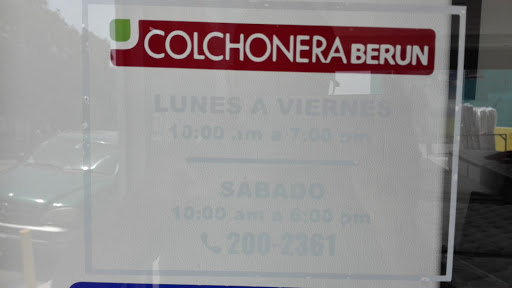 COLCHONERA BERUN
LUNES A VIERNES
10:00 am a 7:00 pm
SÁBADO
10:00 am a 6:00 pm
200-2361